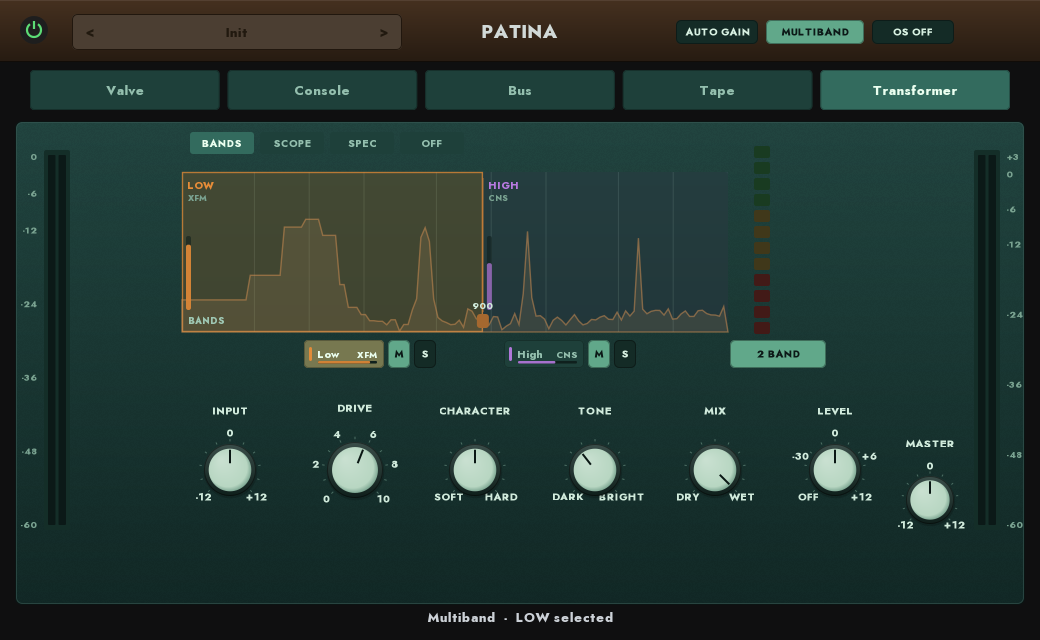 < Init >
PATINA
AUTO GAIN MULTIBAND OS OFF
Valve Console Bus Tape Transformer
BANDS SCOPE SPEC OFF
0
-6
-12
-24
-36
-48
-60
LOW
XFM
HIGH
CNS
900
BANDS
+3
0
-6
-12
-24
-36
-48
-60
Low XFM M S
High CNS M S
2 BAND
INPUT
0
-12 +12
DRIVE
4 6
2 8
0 10
CHARACTER
SOFT HARD
TONE
DARK BRIGHT
MIX
DRY WET
LEVEL
0
-30 +6
OFF +12
MASTER
0
-12 +12
Multiband - LOW selected